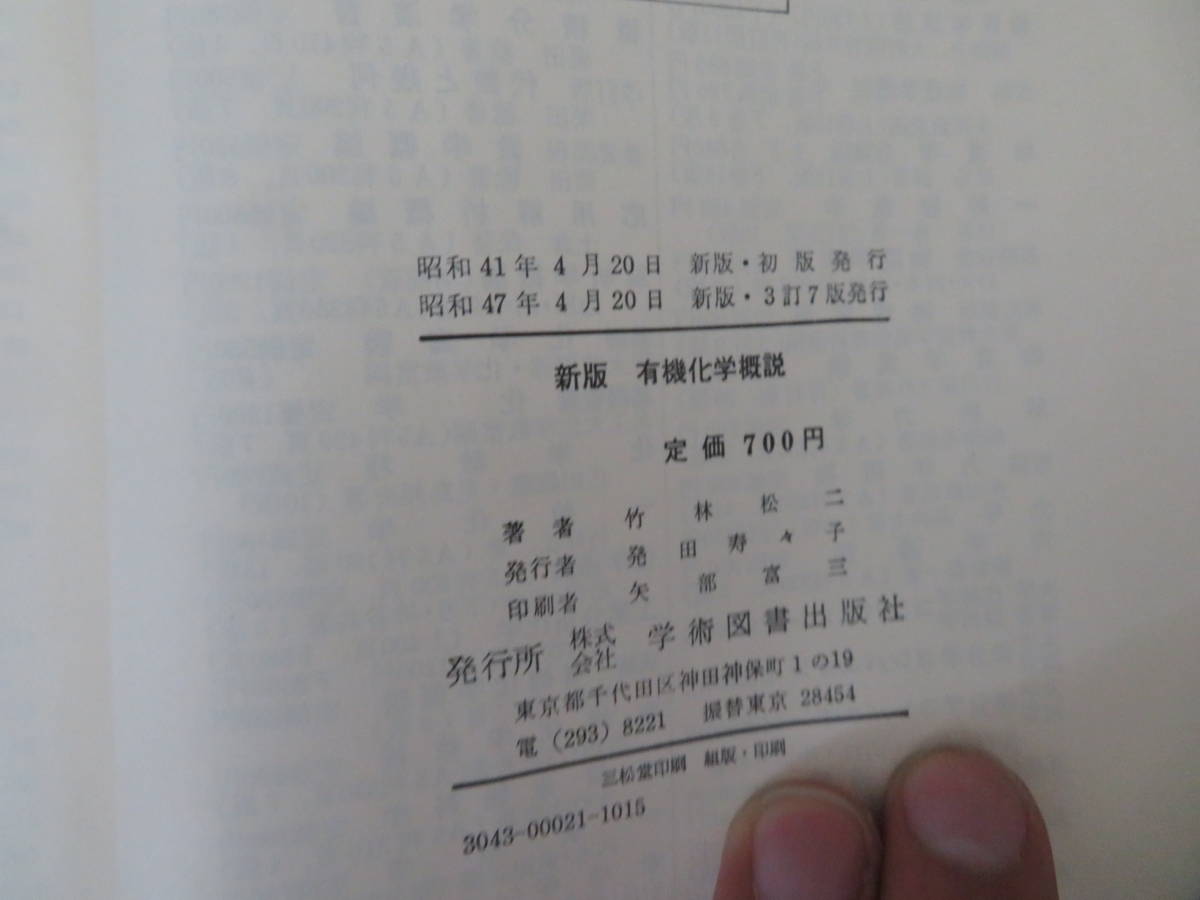 昭和41年 4月20日 新版・初版発行
昭和47年 4月20日 新版・3訂7版発行
新版 有機化学概説
定価 700円
著者 竹林松二
発行者 発田寿々子
印刷者 矢部富三
発行所 株式会社 学術図書出版社
東京都千代田区神田神保町1の19
電 (293) 8221 振替東京 28454
三松堂印刷 組版・印刷
3043-00021-1015